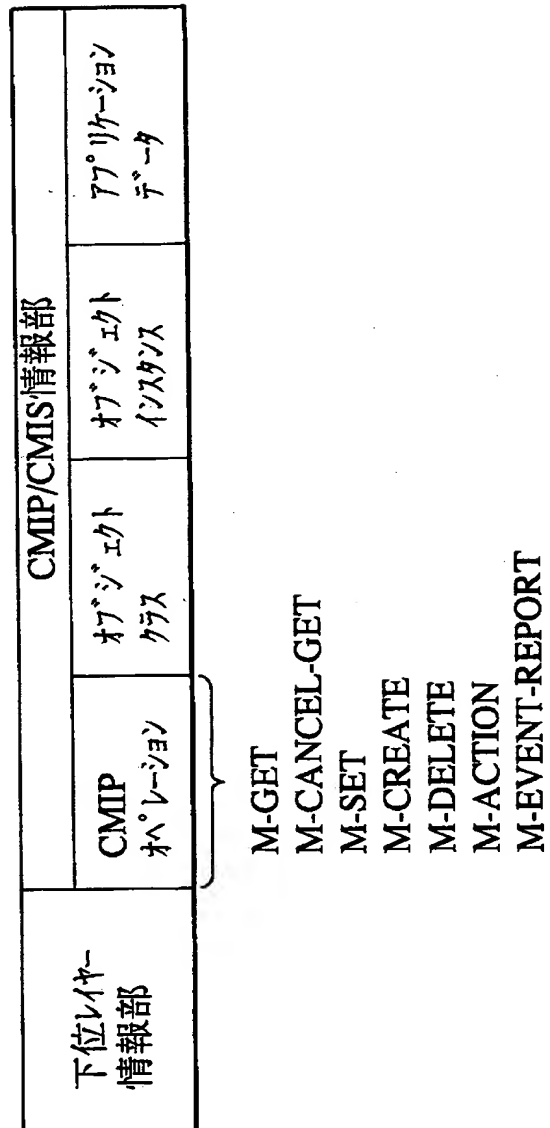 下位レイヤー
情報部
CMIP/CMIS情報部
CMIP
オペレーション
オブジェクト
クラス
オブジェクト
インスタンス
アプリケーション
データ
M-GET
M-CANCEL-GET
M-SET
M-CREATE
M-DELETE
M-ACTION
M-EVENT-REPORT